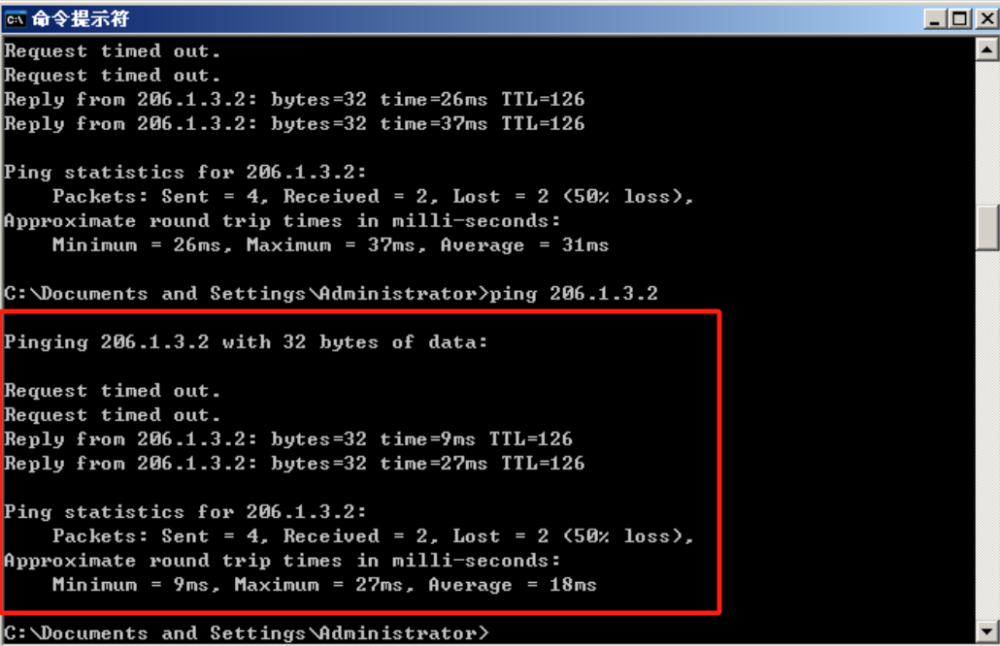 命令提示符
Request timed out.
Request timed out.
Reply from 206.1.3.2: bytes=32 time=26ms TTL=126
Reply from 206.1.3.2: bytes=32 time=37ms TTL=126
Ping statistics for 206.1.3.2:
Packets: Sent = 4, Received = 2, Lost = 2 (50% loss),
Approximate round trip times in milli-seconds:
Minimum = 26ms, Maximum = 37ms, Average = 31ms
C:\Documents and Settings\Administrator>ping 206.1.3.2
Pinging 206.1.3.2 with 32 bytes of data:
Request timed out.
Request timed out.
Reply from 206.1.3.2: bytes=32 time=9ms TTL=126
Reply from 206.1.3.2: bytes=32 time=27ms TTL=126
Ping statistics for 206.1.3.2:
Packets: Sent = 4, Received = 2, Lost = 2 (50% loss),
Approximate round trip times in milli-seconds:
Minimum = 9ms, Maximum = 27ms, Average = 18ms
C:\Documents and Settings\Administrator>